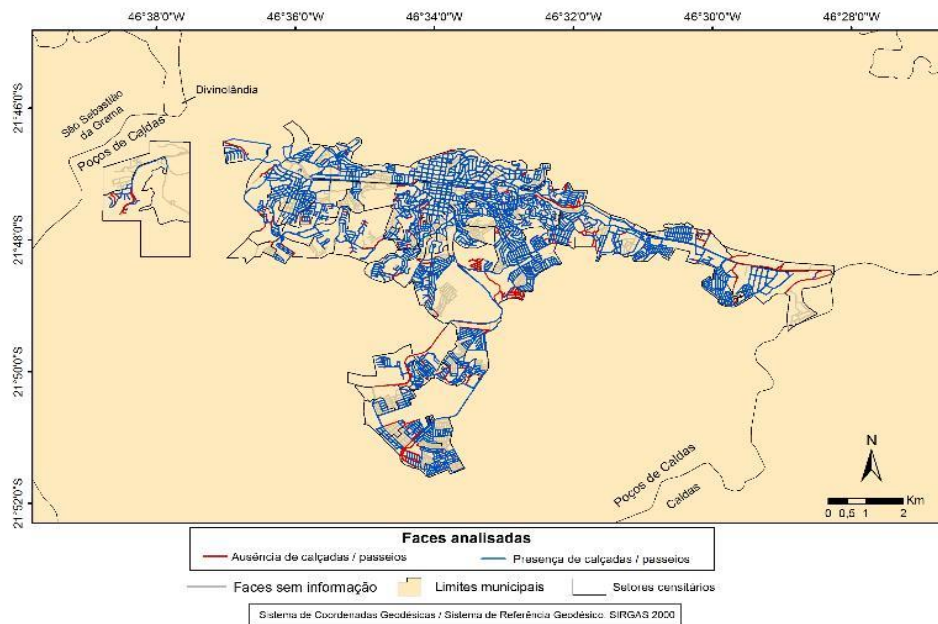 46°38'0"W 46°36'0"W 46°34'0"W 46°32'0"W 46°30'0"W 46°28'0"W
21°46'0"S
21°48'0"S
21°50'0"S
21°52'0"S
Divinolândia
São Sebastião
da Grama
Poços de Caldas
Poços de Caldas
Caldas
N
Km
0 0,5 1 2
Faces analisadas
Ausência de calçadas / passeios Presença de calçadas / passeios
Faces sem informação Limites municipais Setores censitários
Sistema de Coordenadas Geodésicas / Sistema de Referência Geodésico: SIRGAS 2000